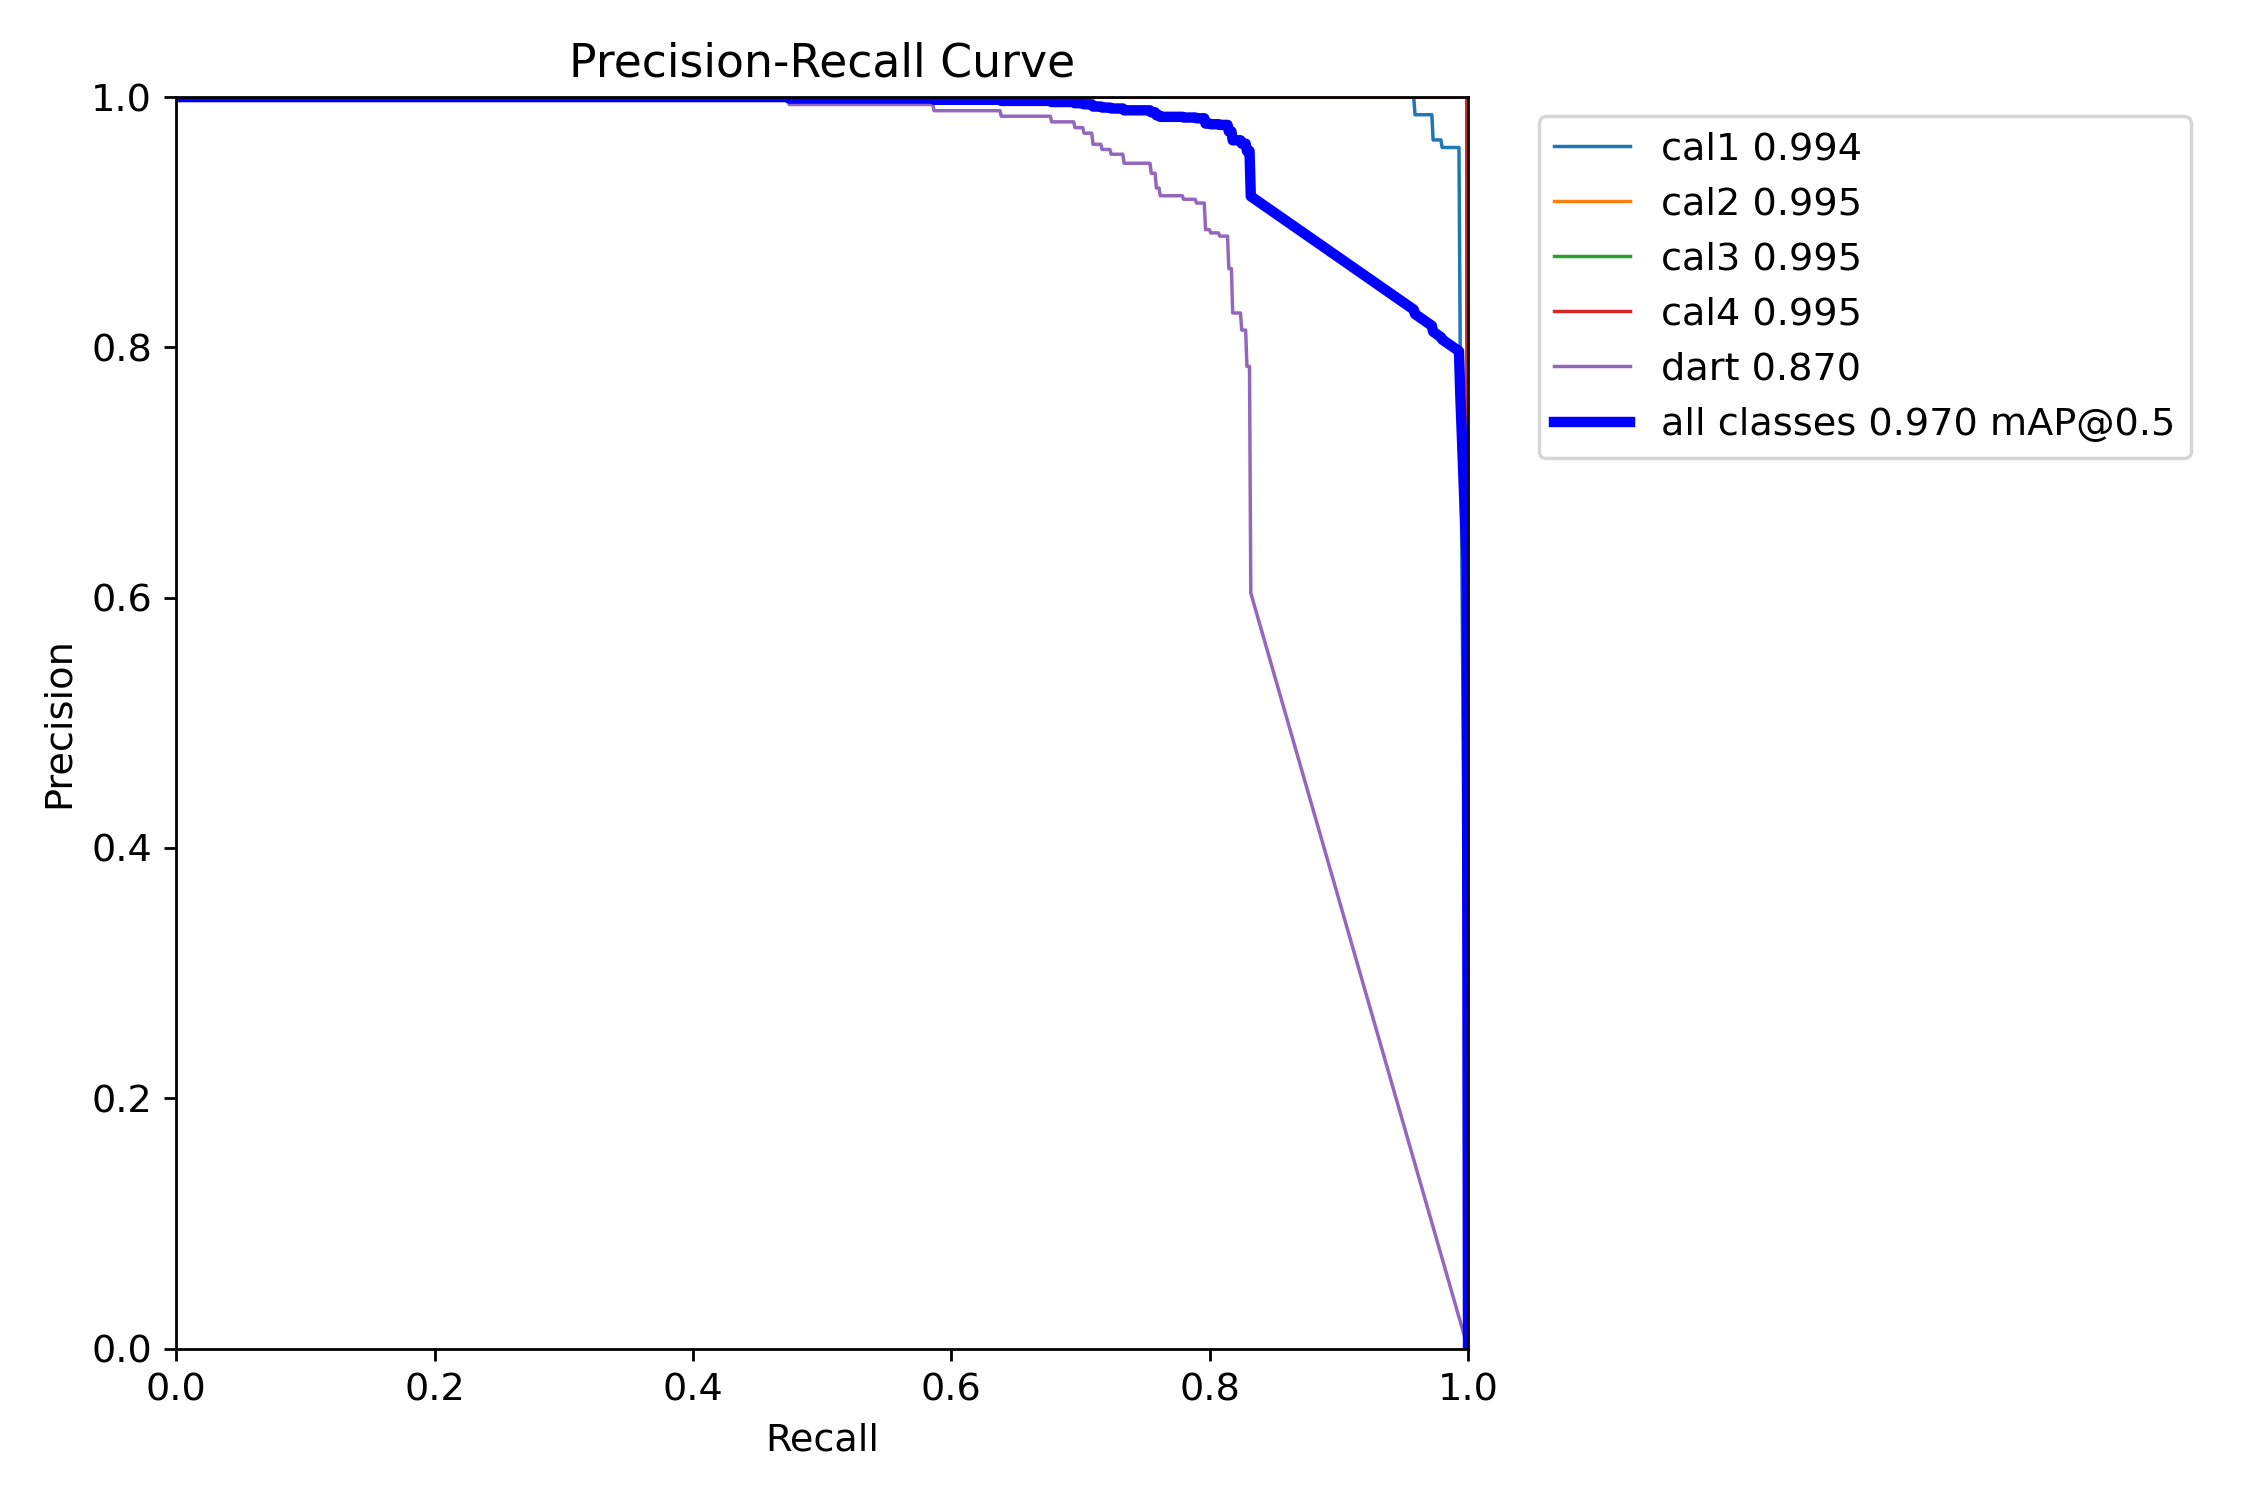 Precision-Recall Curve
1.0
0.8
0.6
0.4
0.2
0.0
Precision
0.0 0.2 0.4 0.6 0.8 1.0
Recall
cal1 0.994
cal2 0.995
cal3 0.995
cal4 0.995
dart 0.870
all classes 0.970 mAP@0.5